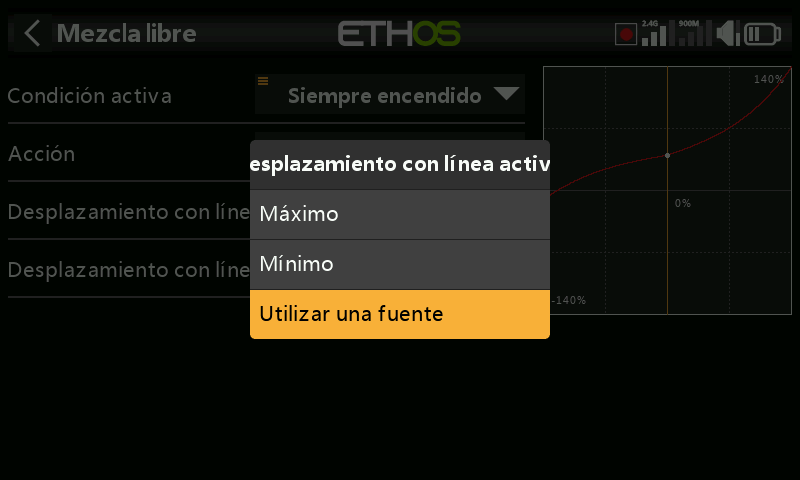 Mezcla libre
ETHOS
2.4G
900M
Condición activa
Siempre encendido
140%
Acción
esplazamiento con línea activ
Máximo
Desplazamiento con líne
0%
Mínimo
Desplazamiento con líne
Utilizar una fuente
-140%